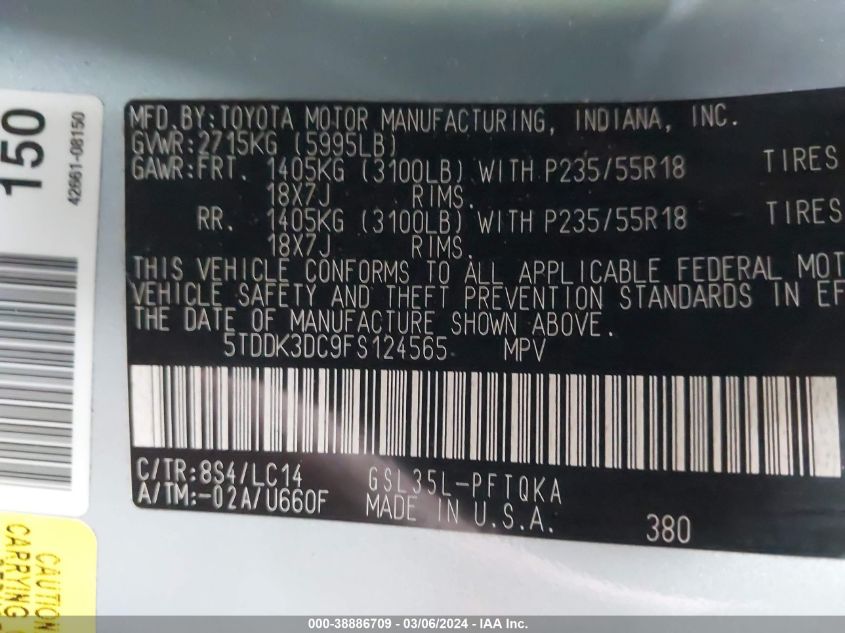 150
42661-08150
MFD.BY:TOYOTA MOTOR MANUFACTURING, INDIANA, INC.
GVWR:2715KG (5995LB)
GAWR:FRT. 1405KG (3100LB) WITH P235/55R18 TIRES
18X7J RIMS.
RR. 1405KG (3100LB) WITH P235/55R18 TIRES
18X7J RIMS.
THIS VEHICLE CONFORMS TO ALL APPLICABLE FEDERAL MOT
VEHICLE SAFETY AND THEFT PREVENTION STANDARDS IN EF
THE DATE OF MANUFACTURE SHOWN ABOVE.
5TDDK3DC9FS124565 MPV
C/TR:8S4/LC14 GSL35L-PFTQKA
A/TM:-02A/U660F MADE IN U.S.A. 380
CAUTION
CARRYING
000-38886709 - 03/06/2024 - IAA Inc.